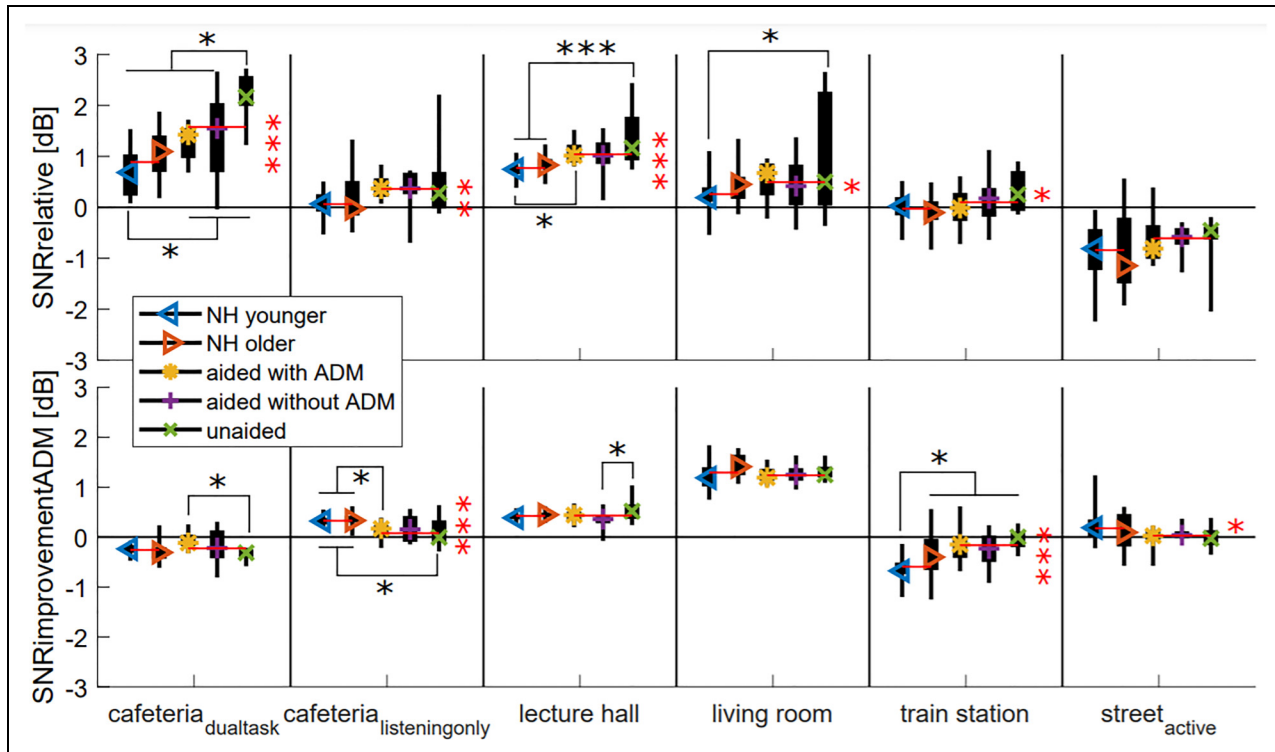 SNRrelative [dB]
3
2
1
0
-1
-2
-3
*
***
*
***
**
***
*
*
*
*
NH younger
NH older
aided with ADM
aided without ADM
unaided
SNRimprovementADM [dB]
3
2
1
0
-1
-2
-3
*
*
*
*
*
***
***
*
cafeteria dualtask
cafeteria listeningonly
lecture hall
living room
train station
street active